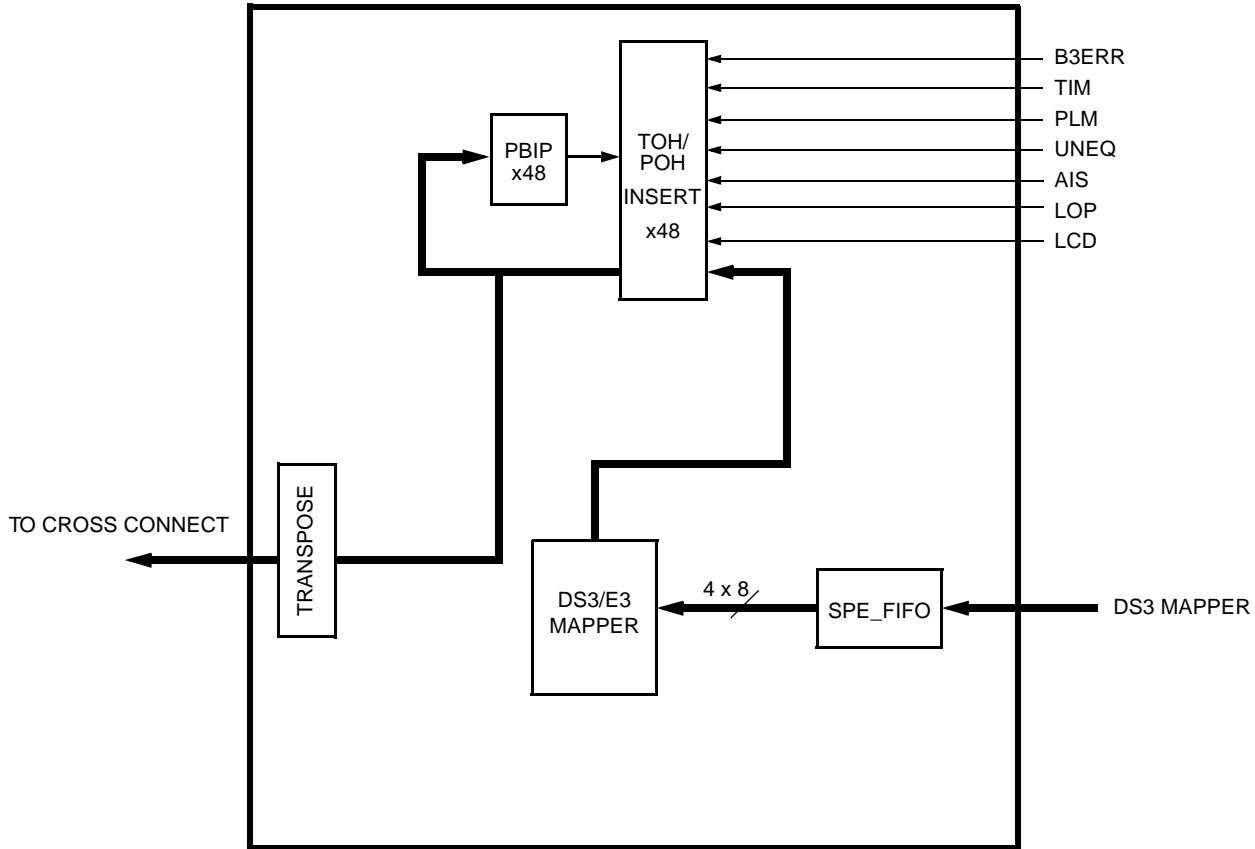 B3ERR
TIM
PLM
UNEQ
AIS
LOP
LCD
TOH/
POH
INSERT
x48
PBIP
x48
TO CROSS CONNECT
TRANSPOSE
DS3/E3
MAPPER
4 x 8
SPE_FIFO
DS3 MAPPER